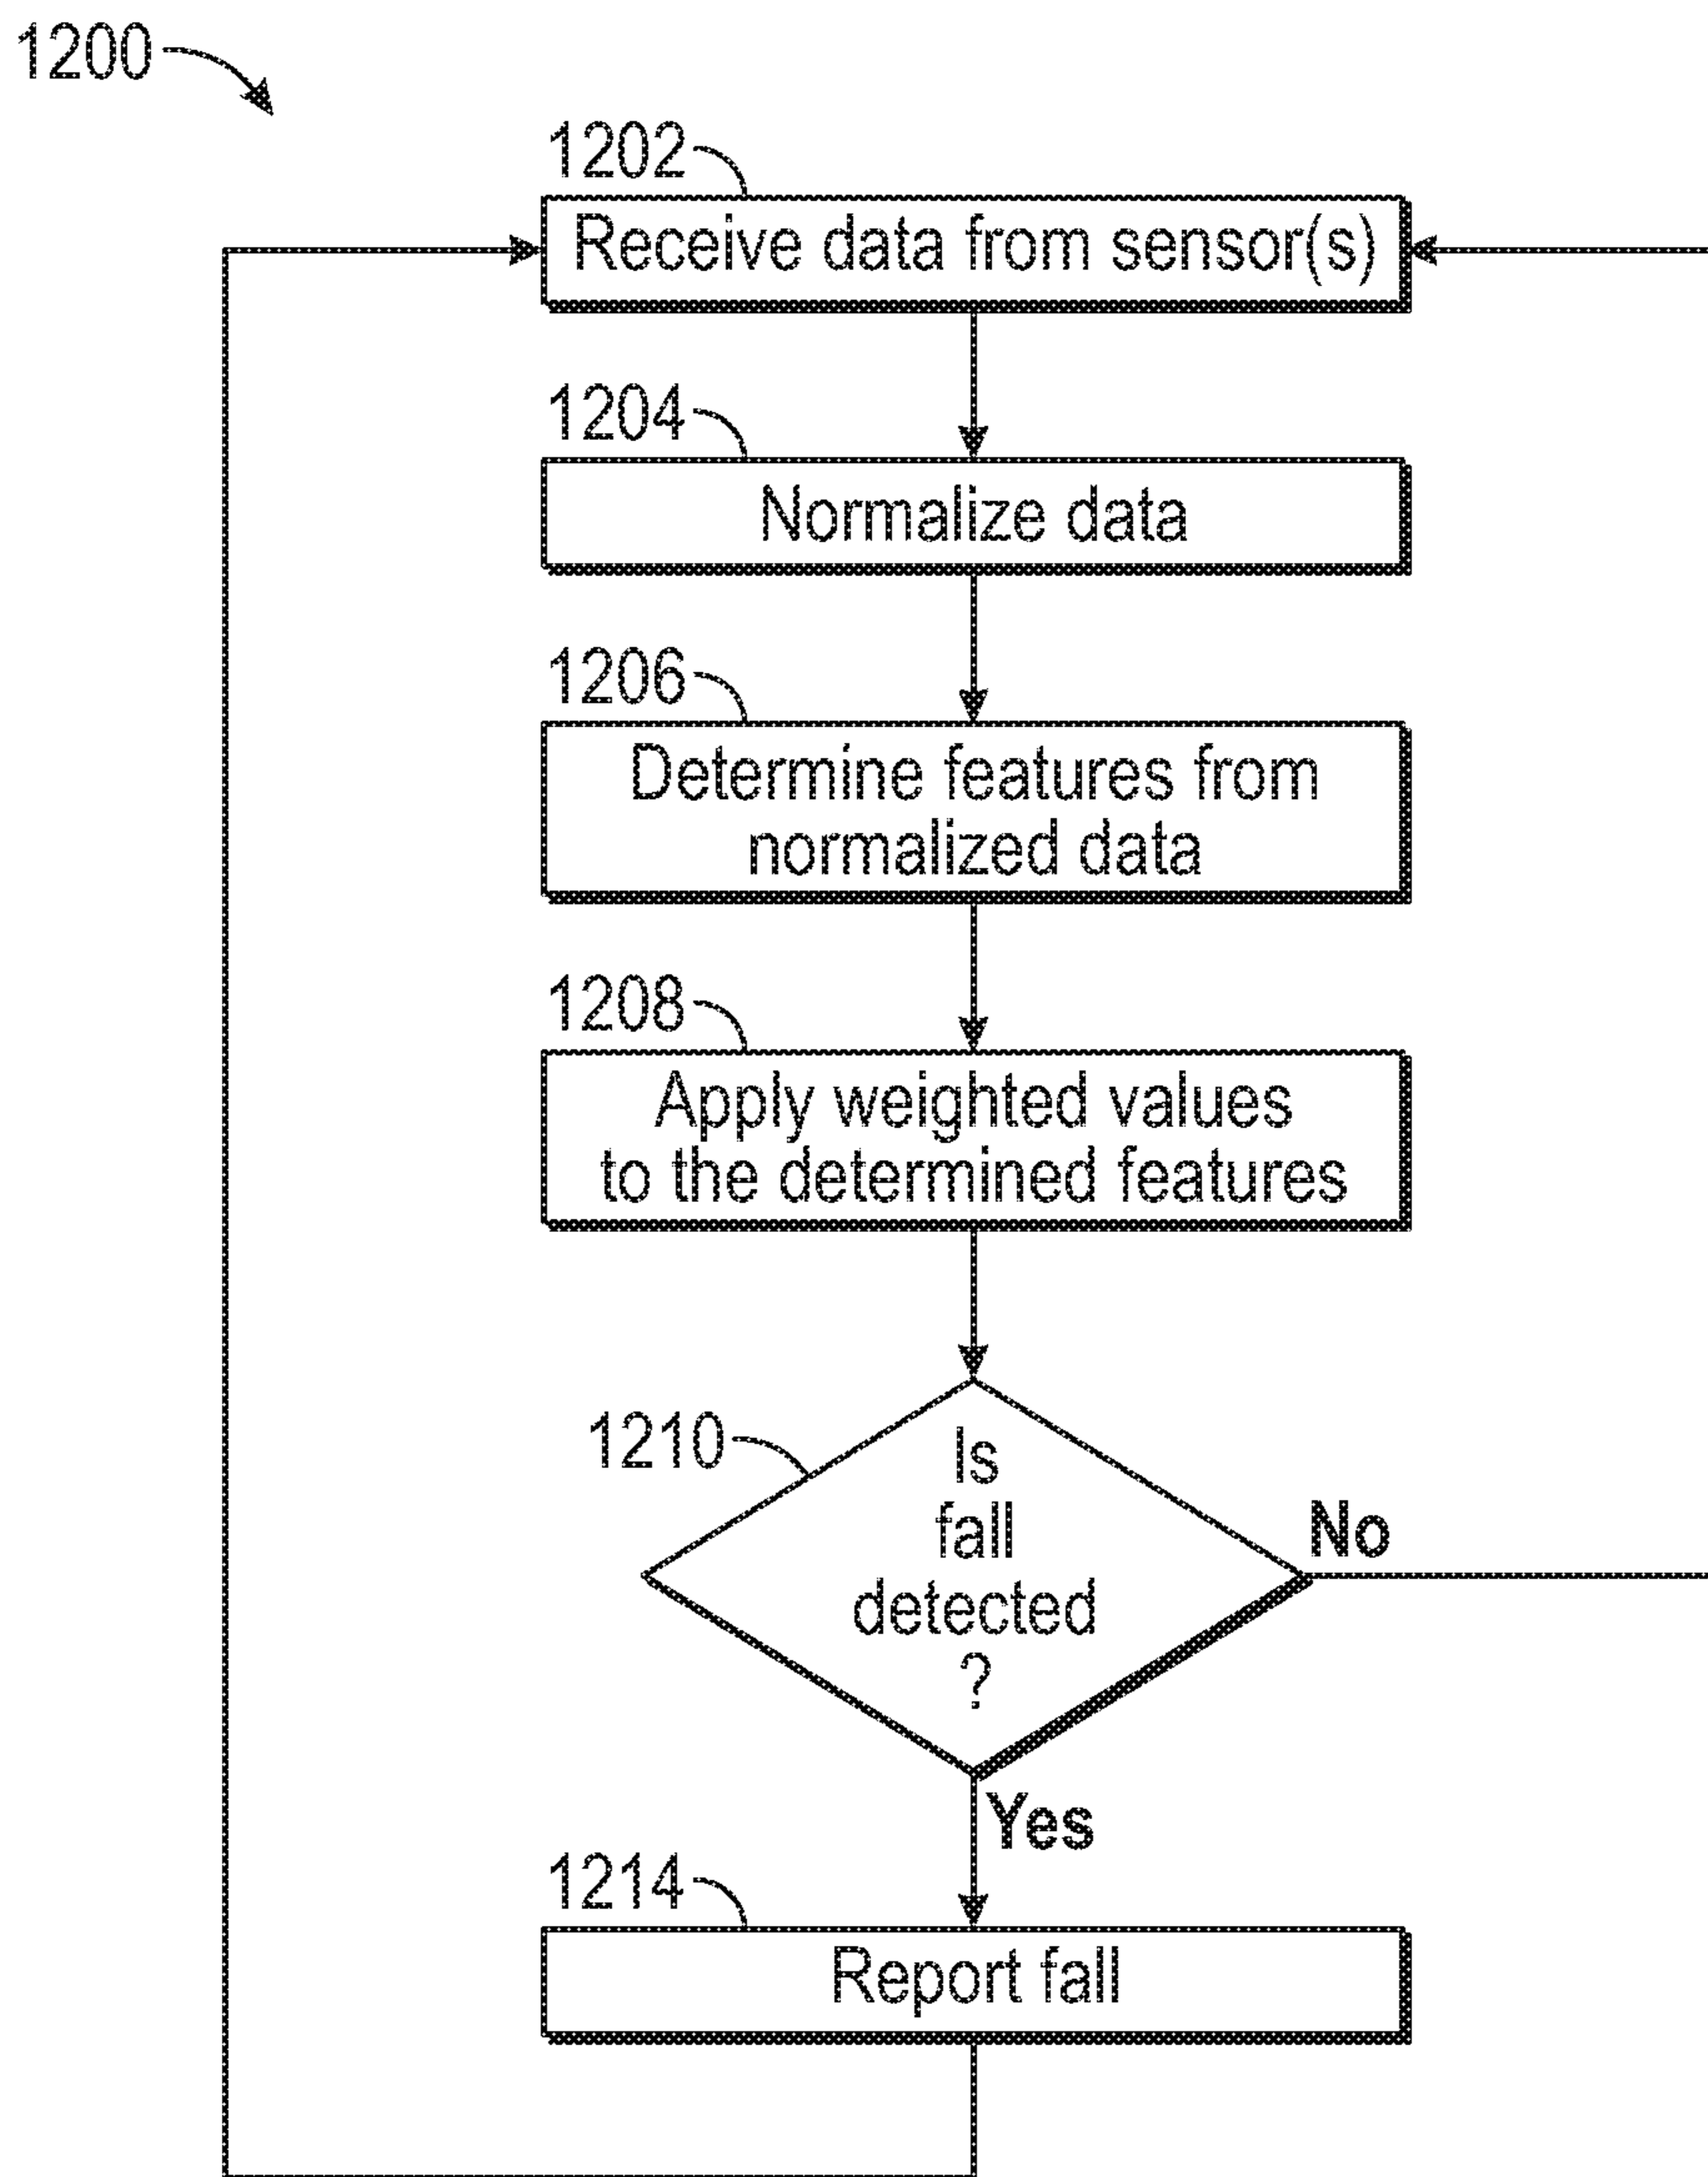 1200
1202
Receive data from sensor(s)
1204
Normalize data
1206
Determine features from
normalized data
1208
Apply weighted values
to the determined features
1210
Is
fall
detected
?
No
Yes
1214
Report fall